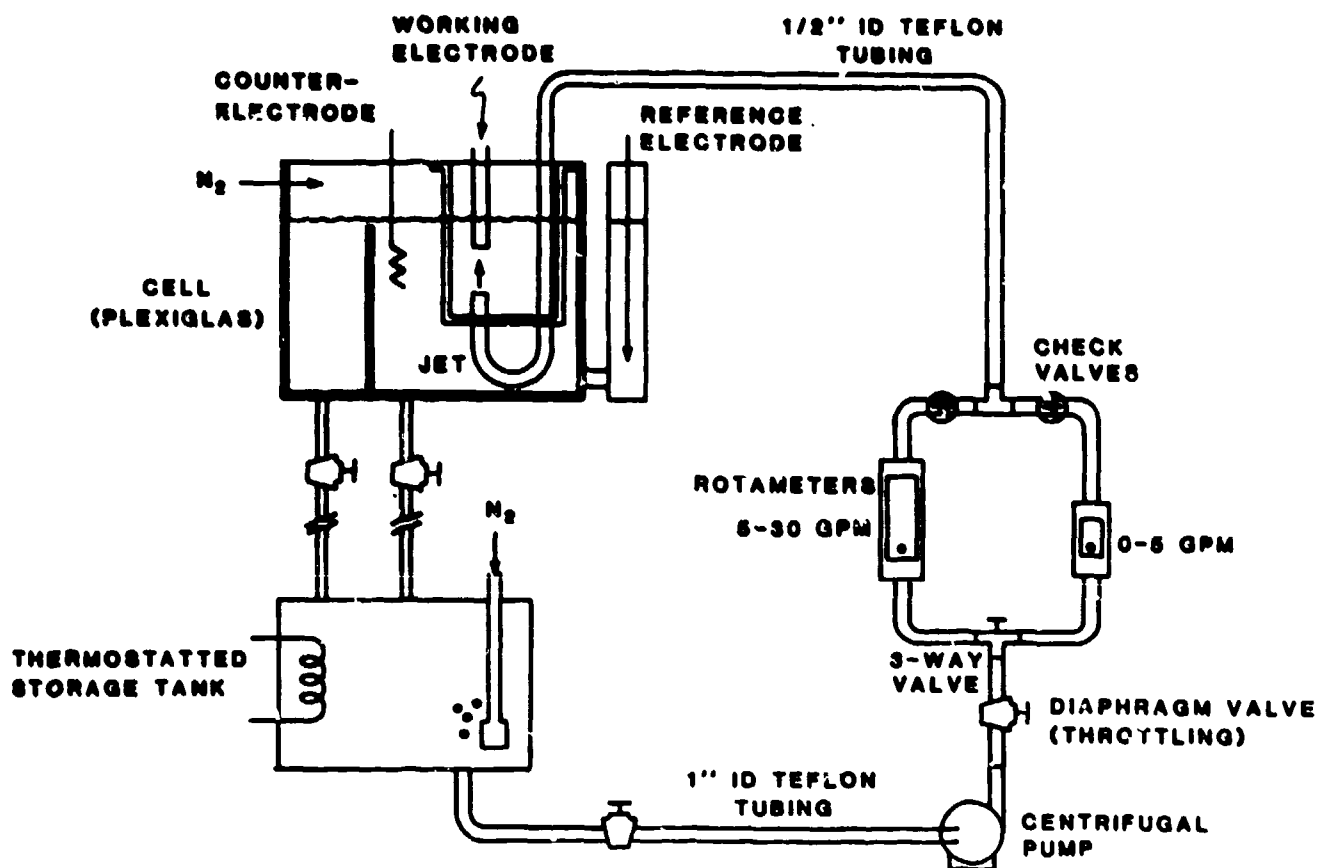 WORKING
ELECTRODE
1/2" ID TEFLON
TUBING
COUNTER-
ELECTRODE
REFERENCE
ELECTRODE
N₂
CELL
(PLEXIGLAS)
JET
CHECK
VALVES
ROTAMETERS
5-30 GPM
0-5 GPM
N₂
3-WAY
VALVE
THERMOSTATTED
STORAGE TANK
DIAPHRAGM VALVE
(THROTTLING)
1" ID TEFLON
TUBING
CENTRIFUGAL
PUMP